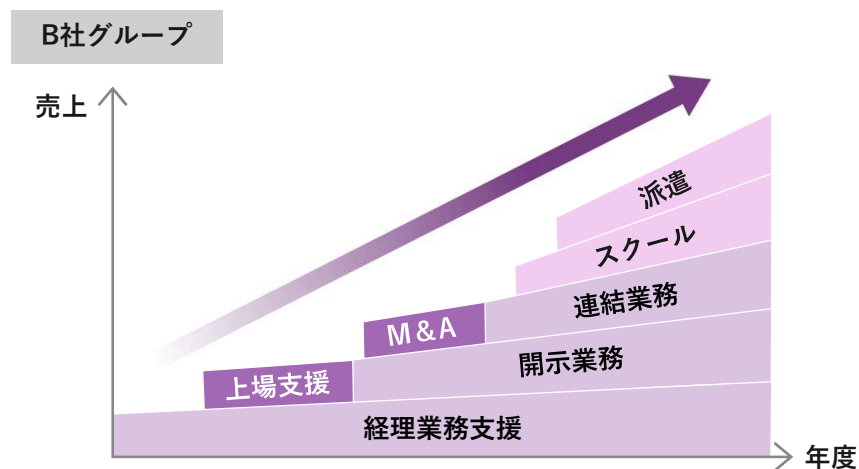 B社グループ
売上
派遣
スクール
M&A
連結業務
上場支援
開示業務
経理業務支援
年度